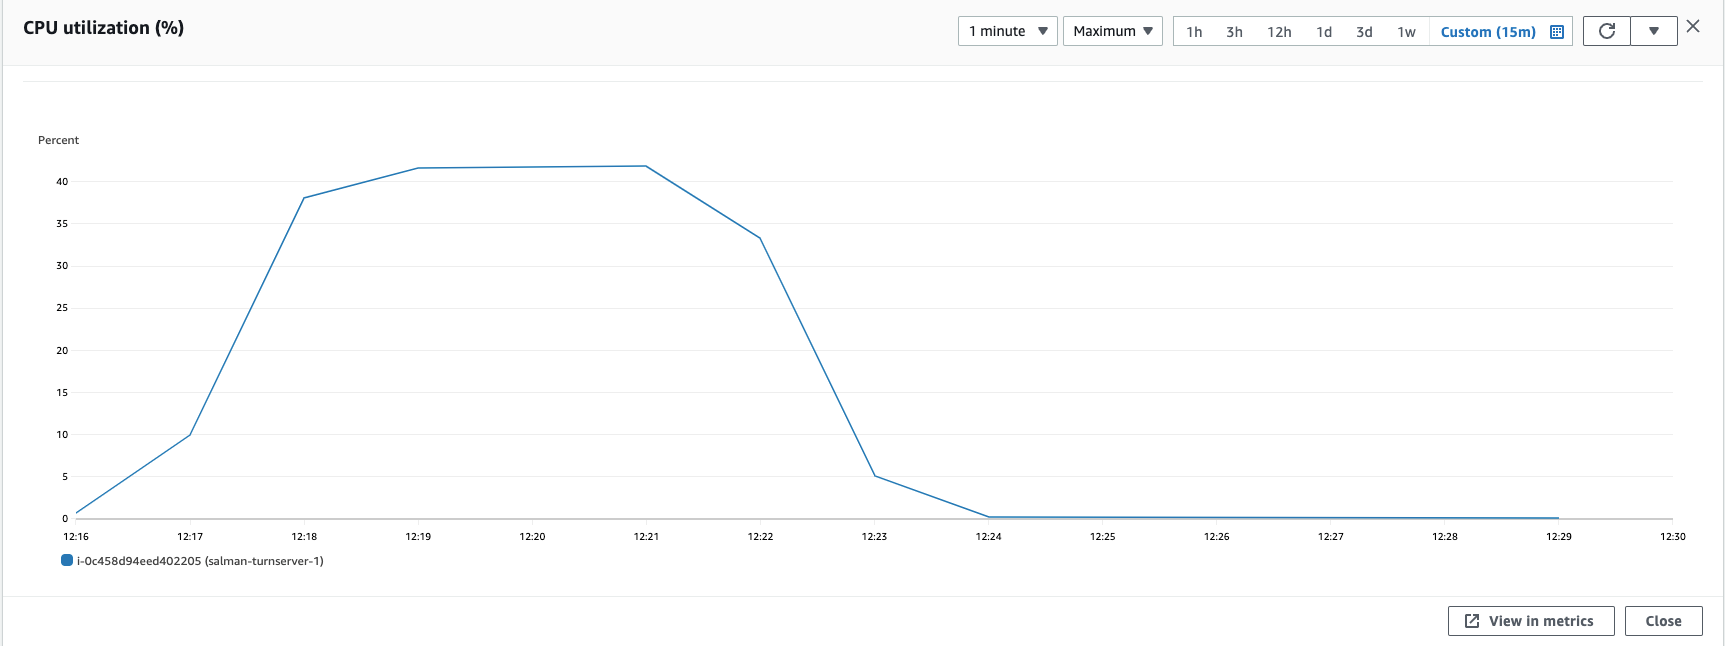 CPU utilization (%)
1 minute
Maximum
1h 3h 12h 1d 3d 1w Custom (15m)
Percent
40
35
30
25
20
15
10
5
0
12:16 12:17 12:18 12:19 12:20 12:21 12:22 12:23 12:24 12:25 12:26 12:27 12:28 12:29 12:30
i-0c458d94eed402205 (salman-turnserver-1)
View in metrics
Close